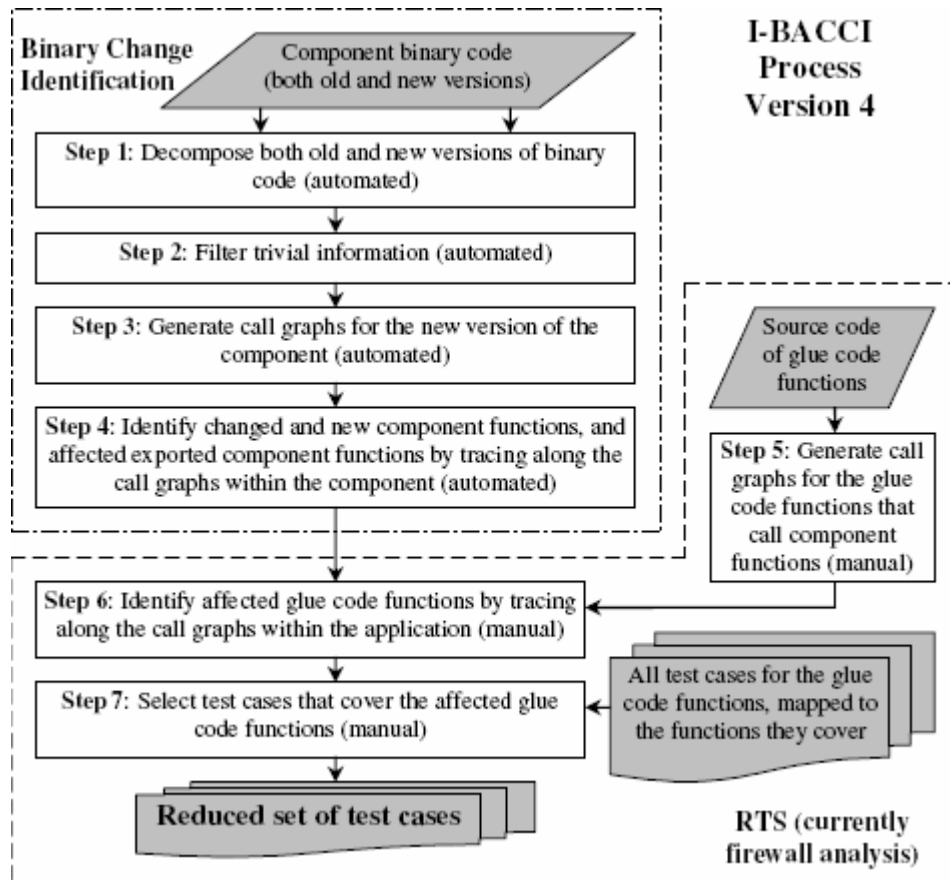 Binary Change
Identification
Component binary code
(both old and new versions)
I-BACCI
Process
Version 4
Step 1: Decompose both old and new versions of binary
code (automated)
Step 2: Filter trivial information (automated)
Step 3: Generate call graphs for the new version of the
component (automated)
Source code
of glue code
functions
Step 4: Identify changed and new component functions, and
affected exported component functions by tracing along the
call graphs within the component (automated)
Step 5: Generate call
graphs for the glue
code functions that
call component
functions (manual)
Step 6: Identify affected glue code functions by tracing
along the call graphs within the application (manual)
Step 7: Select test cases that cover the affected glue
code functions (manual)
All test cases for the glue
code functions, mapped to
the functions they cover
Reduced set of test cases
RTS (currently
firewall analysis)